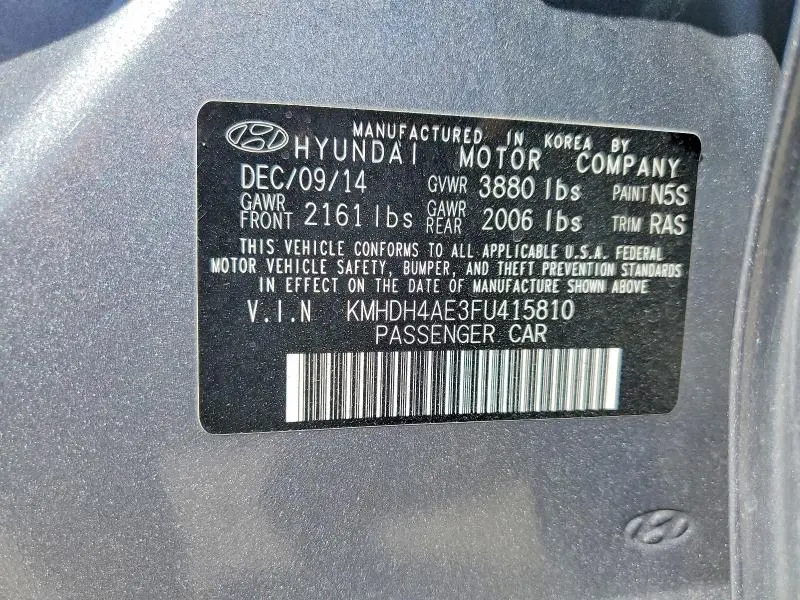 MANUFACTURED IN KOREA BY
HYUNDAI MOTOR COMPANY
DEC/09/14 GVWR 3880 lbs PAINT N5S
GAWR FRONT 2161 lbs GAWR REAR 2006 lbs TRIM RAS
THIS VEHICLE CONFORMS TO ALL APPLICABLE U.S.A. FEDERAL
MOTOR VEHICLE SAFETY, BUMPER, AND THEFT PREVENTION STANDARDS
IN EFFECT ON THE DATE OF MANUFACTURE SHOWN ABOVE
V.I.N KMHDH4AE3FU415810
PASSENGER CAR